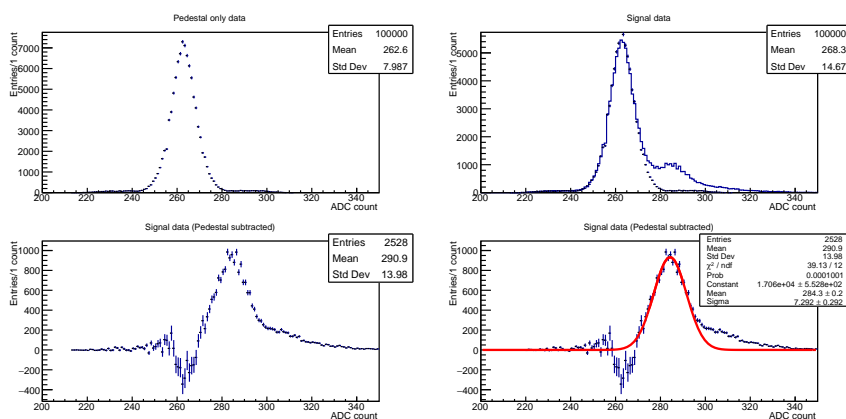 Pedestal only data
Entries 100000
Mean 262.6
Std Dev 7.987
Entries/1 count
7000
6000
5000
4000
3000
2000
1000
0
200 220 240 260 280 300 320 340
ADC count
Signal data
Entries 100000
Mean 268.3
Std Dev 14.67
Entries/1 count
5000
4000
3000
2000
1000
0
200 220 240 260 280 300 320 340
ADC count
Signal data (Pedestal subtracted)
Entries 2528
Mean 290.9
Std Dev 13.98
Entries/1 count
1000
800
600
400
200
0
−200
−400
200 220 240 260 280 300 320 340
ADC count
Signal data (Pedestal subtracted)
Entries 2528
Mean 290.9
Std Dev 13.98
χ² / ndf 39.13 / 12
Prob 0.0001001
Constant 1.706e+04 ± 5.528e+02
Mean 284.3 ± 0.2
Sigma 7.292 ± 0.292
Entries/1 count
1000
800
600
400
200
0
−200
−400
200 220 240 260 280 300 320 340
ADC count